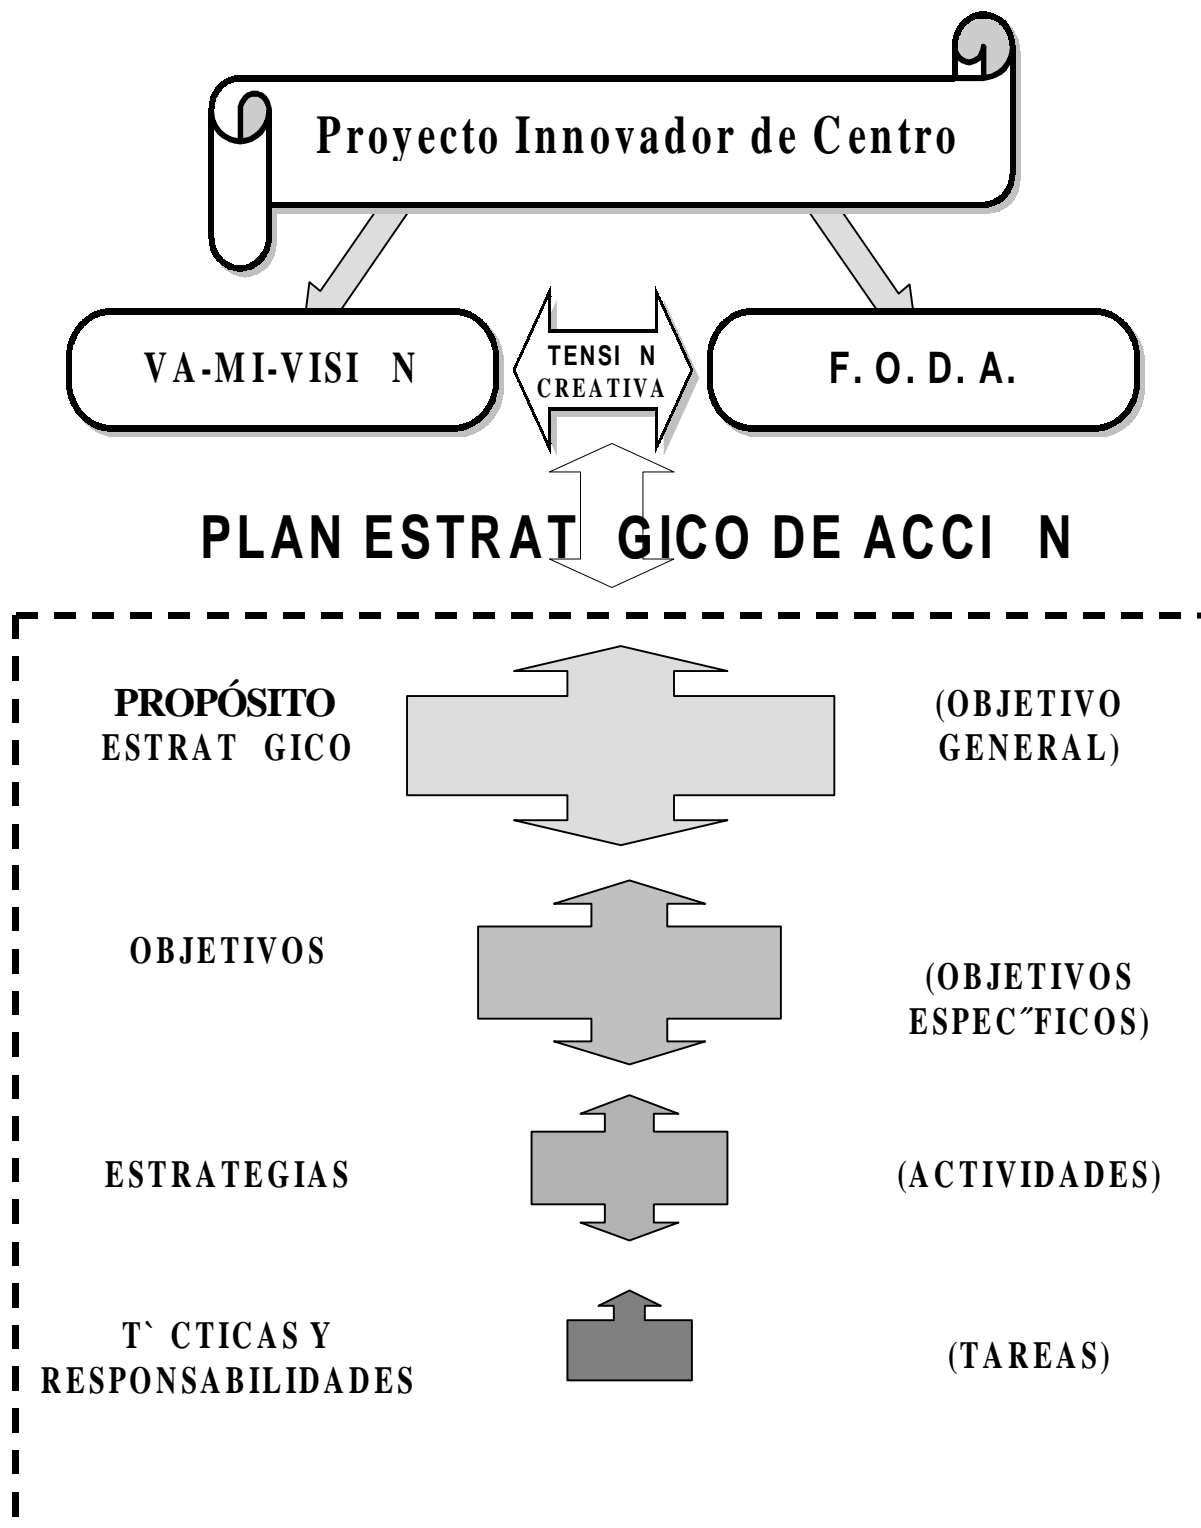 Proyecto Innovador de Centro
VA-MI-VISI N
TENSI N
CREATIVA
F. O. D. A.
PLAN ESTRAT GICO DE ACCI N
PROPÓSITO
ESTRAT GICO
(OBJETIVO
GENERAL)
OBJETIVOS
(OBJETIVOS
ESPEC˝FICOS)
ESTRATEGIAS
(ACTIVIDADES)
T` CTICAS Y
RESPONSABILIDADES
(TAREAS)